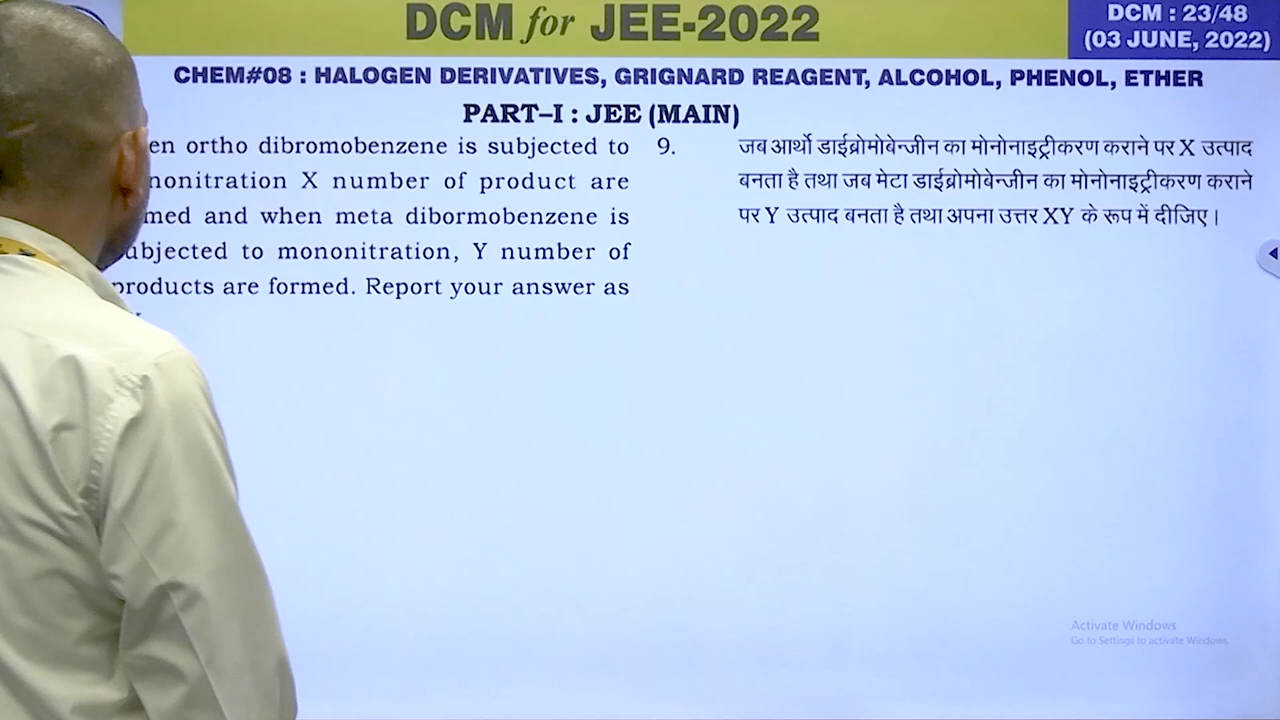 DCM for JEE-2022
DCM : 23/48
(03 JUNE, 2022)
CHEM#08 : HALOGEN DERIVATIVES, GRIGNARD REAGENT, ALCOHOL, PHENOL, ETHER
PART–I : JEE (MAIN)
en ortho dibromobenzene is subjected to
nonitration X number of product are
med and when meta dibormobenzene is
ubjected to mononitration, Y number of
products are formed. Report your answer as
9. जब आर्थो डाईब्रोमोबेन्जीन का मोनोनाइट्रीकरण कराने पर X उत्पाद
बनता है तथा जब मेटा डाईब्रोमोबेन्जीन का मोनोनाइट्रीकरण कराने
पर Y उत्पाद बनता है तथा अपना उत्तर XY के रूप में दीजिए।
Activate Windows
Go to Settings to activate Windows.